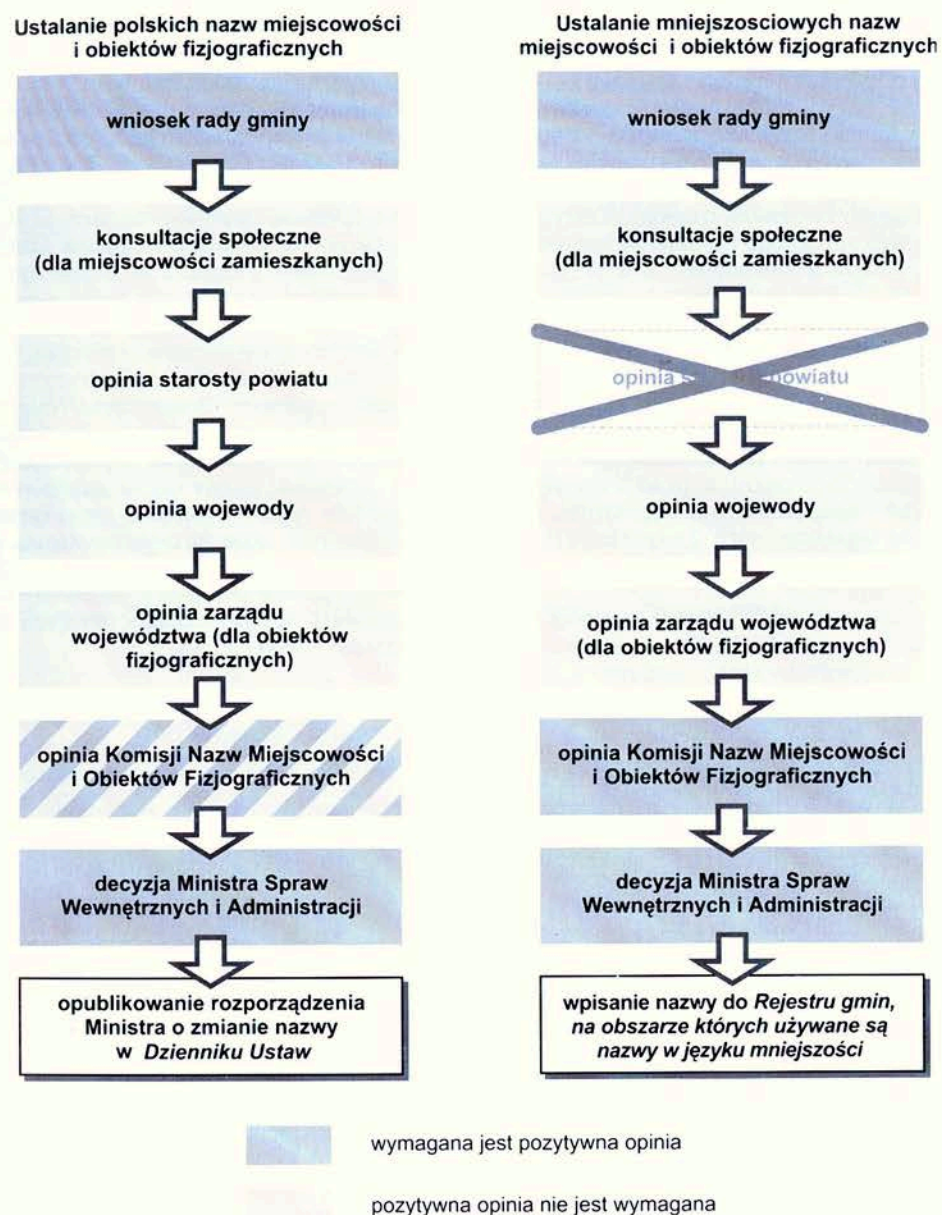 Ustalanie polskich nazw miejscowości
i obiektów fizjograficznych
wniosek rady gminy
konsultacje społeczne
(dla miejscowości zamieszkanych)
opinia starosty powiatu
opinia wojewody
opinia zarządu
województwa (dla obiektów
fizjograficznych)
opinia Komisji Nazw Miejscowości
i Obiektów Fizjograficznych
decyzja Ministra Spraw
Wewnętrznych i Administracji
opublikowanie rozporządzenia
Ministra o zmianie nazwy
w Dzienniku Ustaw
Ustalanie mniejszosciowych nazw
miejscowości i obiektów fizjograficznych
wniosek rady gminy
konsultacje społeczne
(dla miejscowości zamieszkanych)
opinia powiatu
opinia wojewody
opinia zarządu województwa
(dla obiektów fizjograficznych)
opinia Komisji Nazw Miejscowości
i Obiektów Fizjograficznych
decyzja Ministra Spraw
Wewnętrznych i Administracji
wpisanie nazwy do Rejestru gmin,
na obszarze których używane są
nazwy w języku mniejszości
wymagana jest pozytywna opinia
pozytywna opinia nie jest wymagana